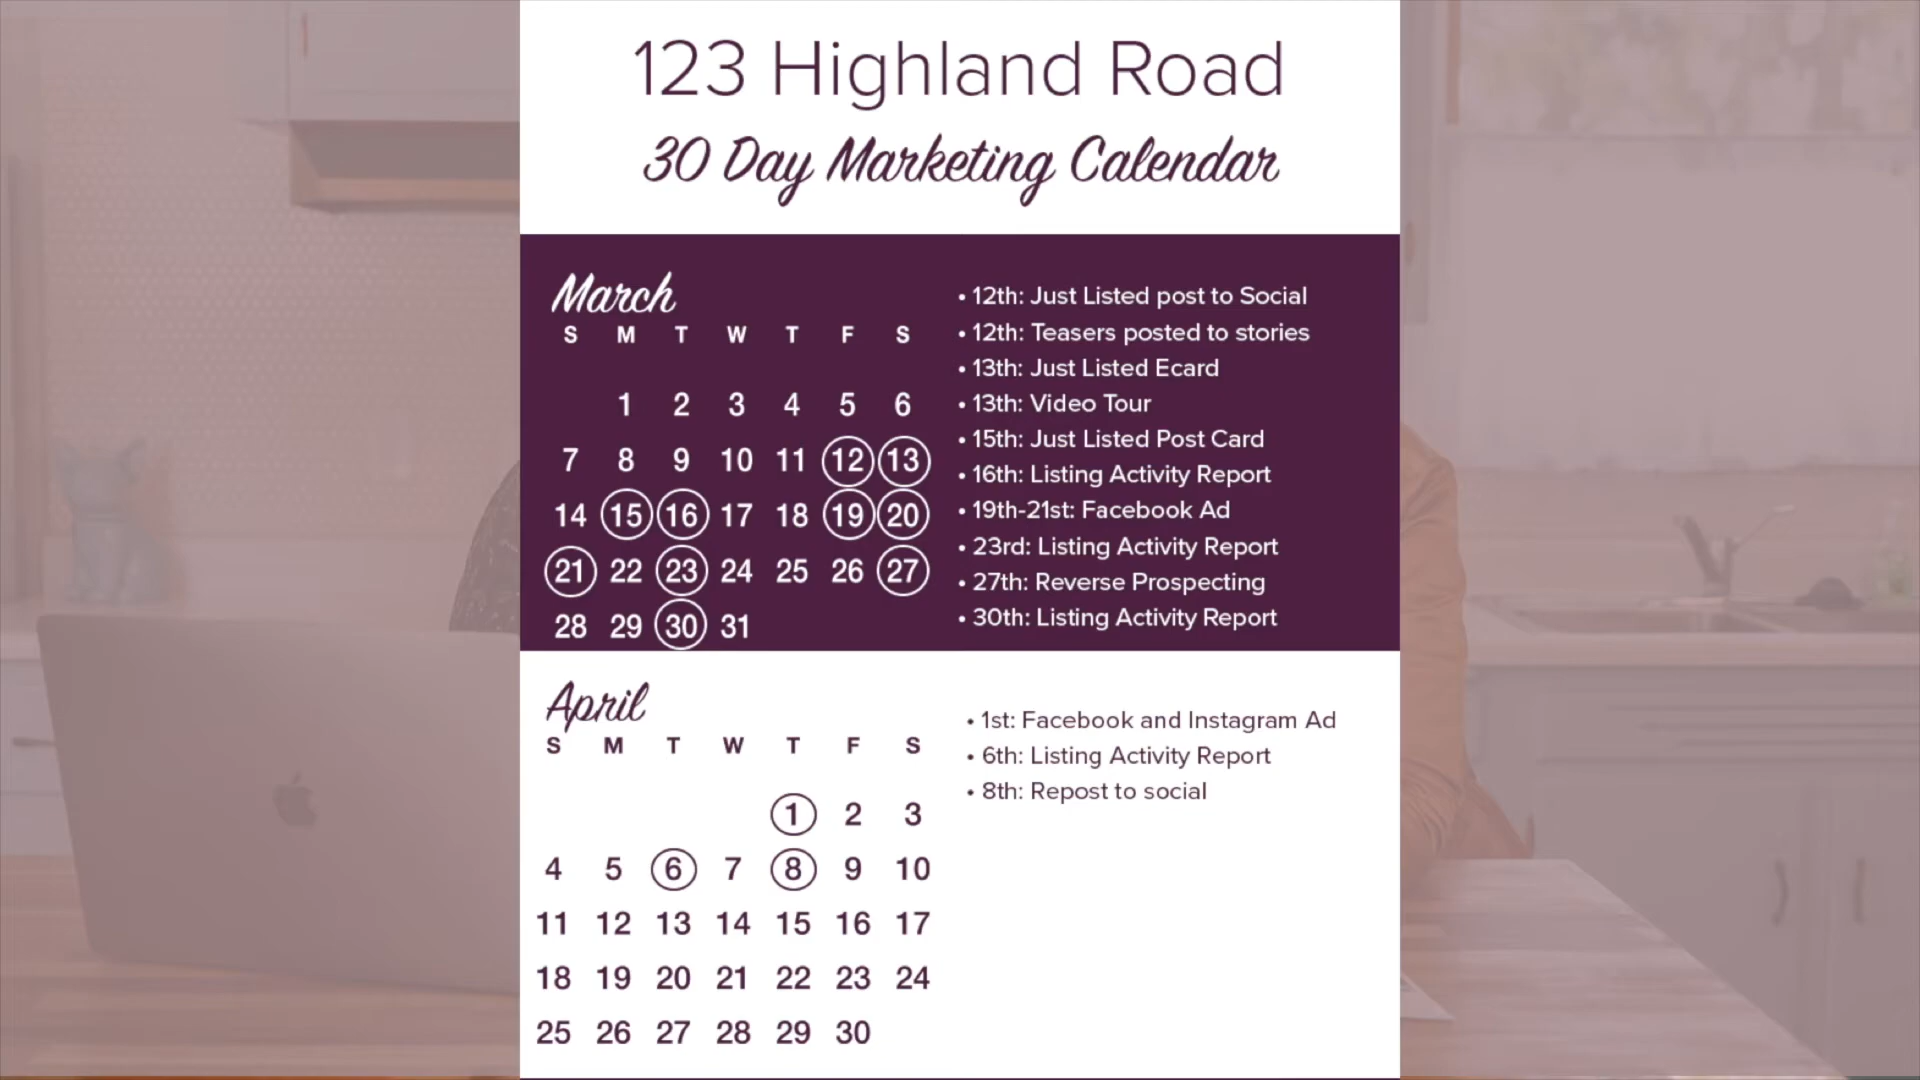 123 Highland Road
30 Day Marketing Calendar
March
S M T W T F S
1 2 3 4 5 6
7 8 9 10 11 12 13
14 15 16 17 18 19 20
21 22 23 24 25 26 27
28 29 30 31
• 12th: Just Listed post to Social
• 12th: Teasers posted to stories
• 13th: Just Listed Ecard
• 13th: Video Tour
• 15th: Just Listed Post Card
• 16th: Listing Activity Report
• 19th-21st: Facebook Ad
• 23rd: Listing Activity Report
• 27th: Reverse Prospecting
• 30th: Listing Activity Report
April
S M T W T F S
1 2 3
4 5 6 7 8 9 10
11 12 13 14 15 16 17
18 19 20 21 22 23 24
25 26 27 28 29 30
• 1st: Facebook and Instagram Ad
• 6th: Listing Activity Report
• 8th: Repost to social